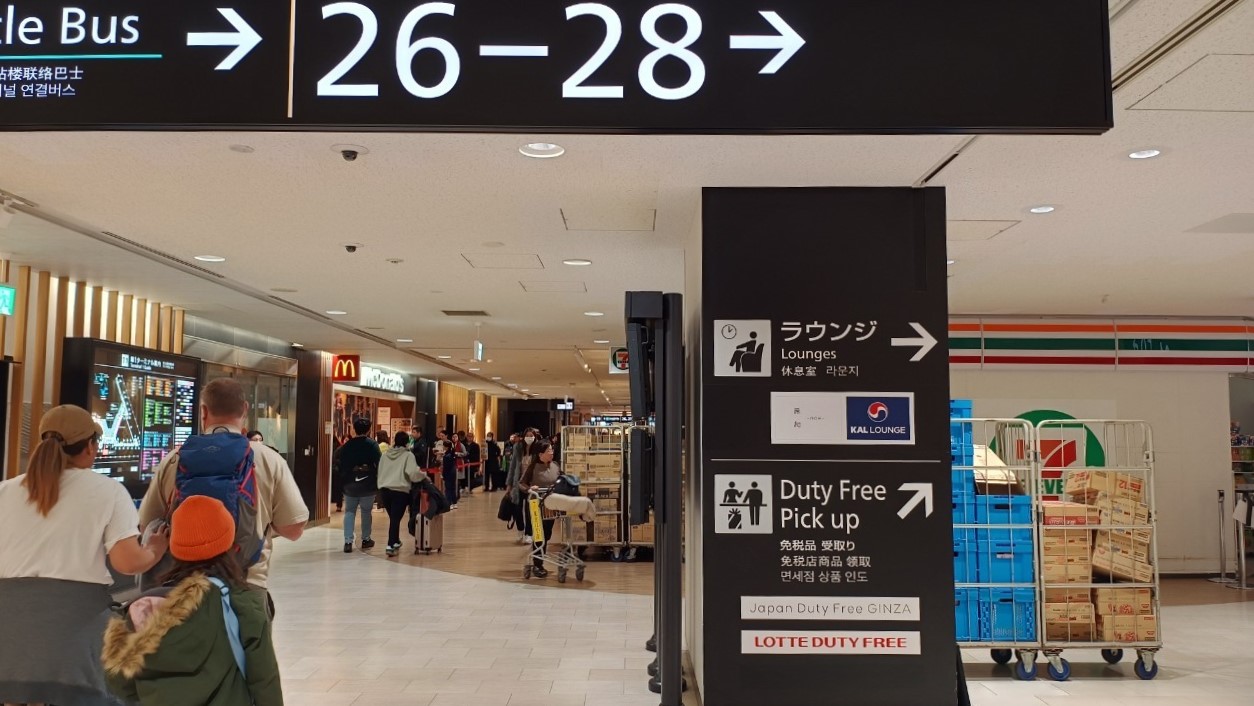 tle Bus
站楼联络巴士
널 연결버스
26-28
ラウンジ
Lounges
休息室 라운지
KAL LOUNGE
Duty Free
Pick up
免税品 受取り
免税店商品 领取
면세점 상품 인도
Japan Duty Free GINZA
LOTTE DUTY FREE
McDonald's